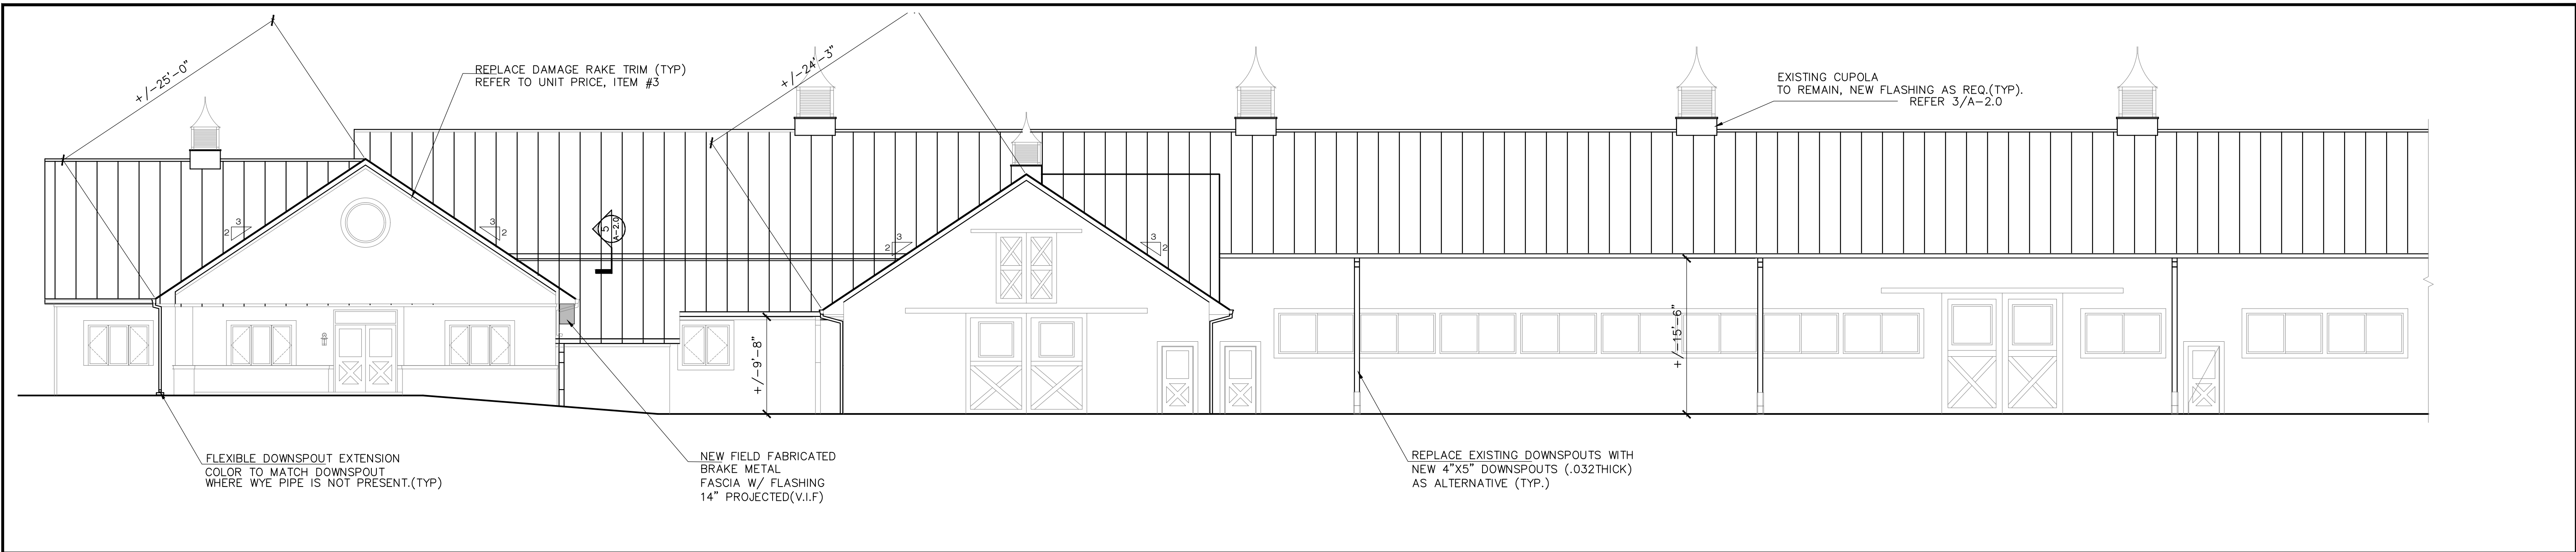 +/-25'-0"
REPLACE DAMAGE RAKE TRIM (TYP)
REFER TO UNIT PRICE, ITEM #3
+/-24'-3"
EXISTING CUPOLA
TO REMAIN, NEW FLASHING AS REQ.(TYP).
REFER 3/A-2.0
3
2
3
2
5
A-2.0
3
2
3
2
+/-9'-8"
+/-15'-6"
FLEXIBLE DOWNSPOUT EXTENSION
COLOR TO MATCH DOWNSPOUT
WHERE WYE PIPE IS NOT PRESENT.(TYP)
NEW FIELD FABRICATED
BRAKE METAL
FASCIA W/ FLASHING
14" PROJECTED(V.I.F)
REPLACE EXISTING DOWNSPOUTS WITH
NEW 4"X5" DOWNSPOUTS (.032THICK)
AS ALTERNATIVE (TYP.)